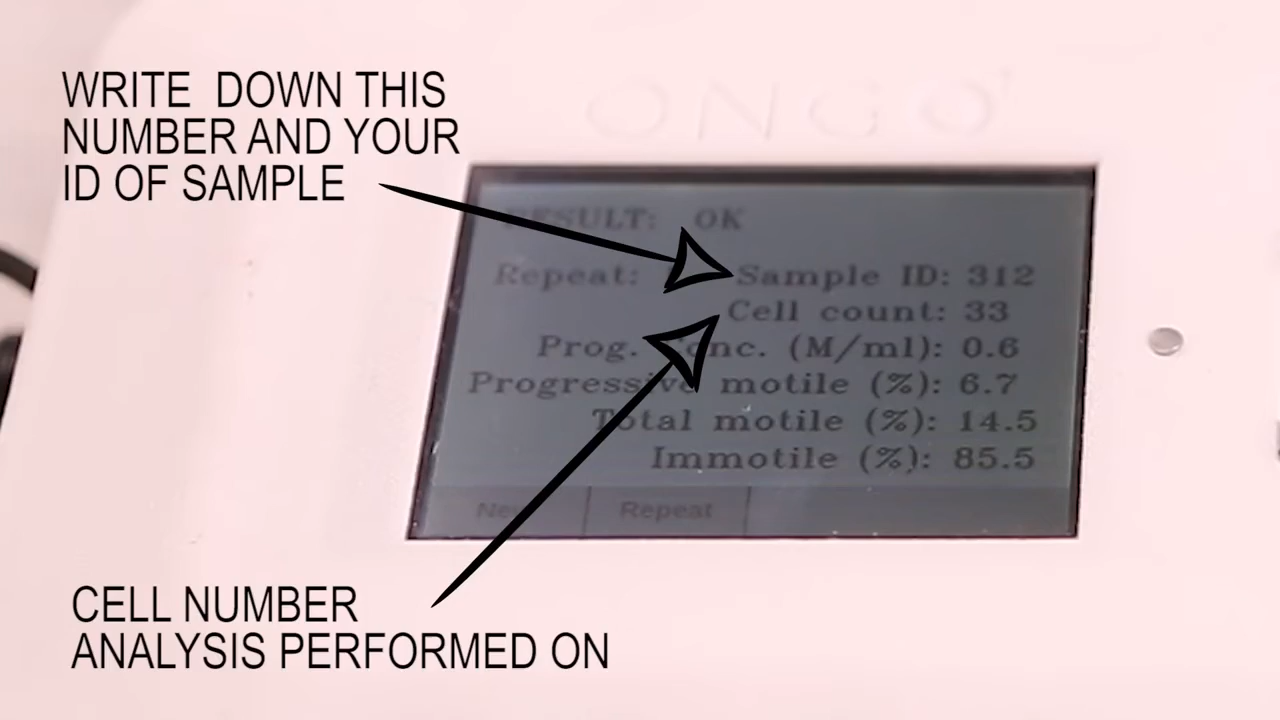 WRITE DOWN THIS
NUMBER AND YOUR
ID OF SAMPLE
ONGO
RESULT: OK
Repeat: Sample ID: 312
Cell count: 33
Prog. Conc. (M/ml): 0.6
Progressive motile (%): 6.7
Total motile (%): 14.5
Immotile (%): 85.5
New Repeat
CELL NUMBER
ANALYSIS PERFORMED ON